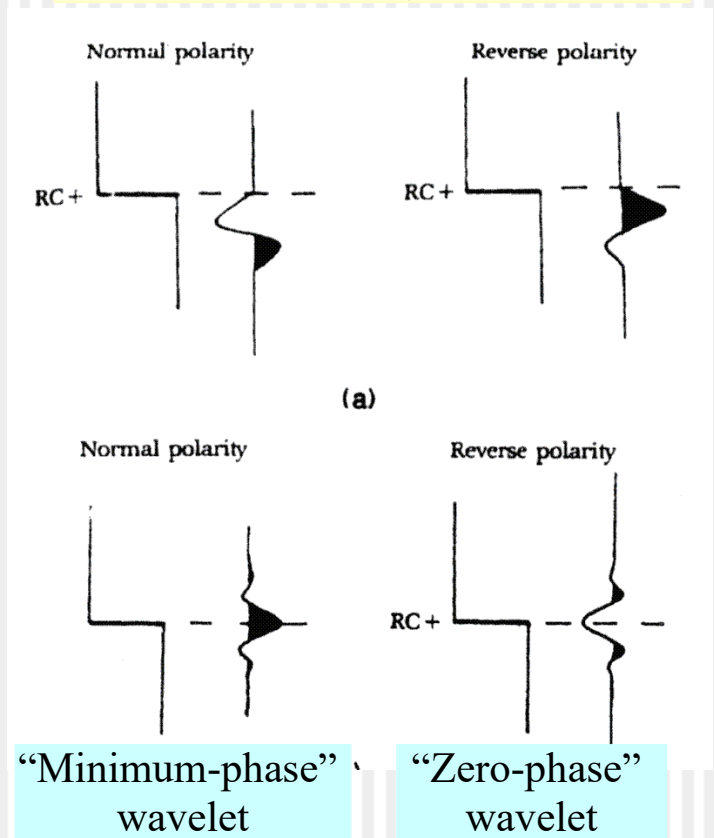 Normal polarity
Reverse polarity
RC+
RC+
(a)
Normal polarity
Reverse polarity
RC+
“Minimum-phase”
wavelet
“Zero-phase”
wavelet